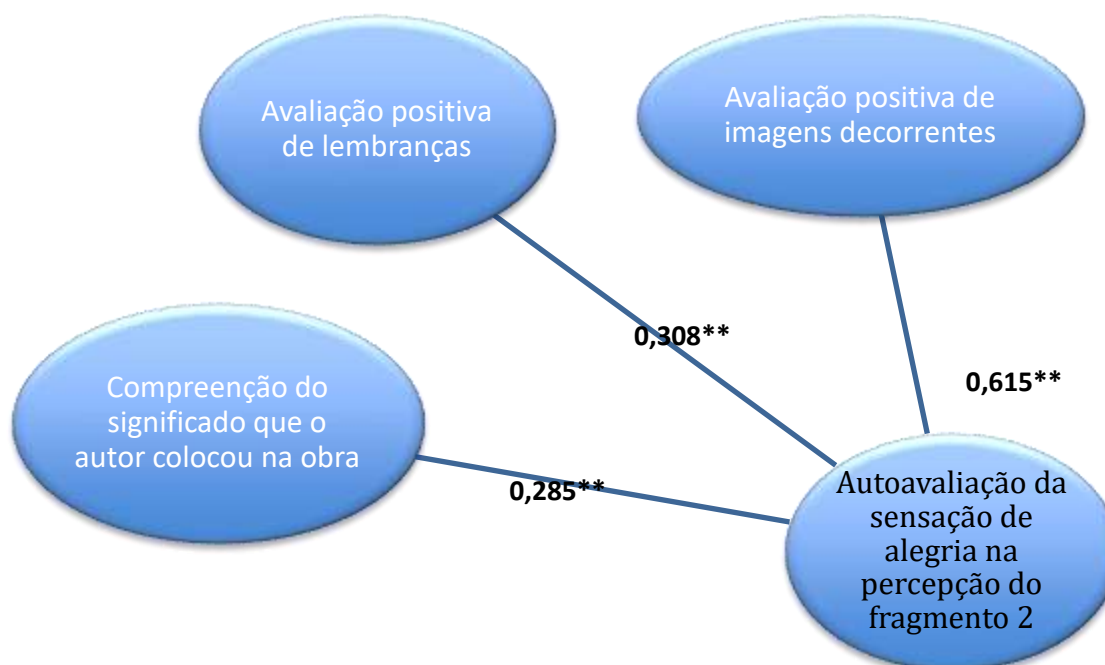 Avaliação positiva
de lembranças
Avaliação positiva de
imagens decorrentes
0,308**
0,615**
Compreenção do
significado que o
autor colocou na obra
0,285**
Autoavaliação da
sensação de
alegria na
percepção do
fragmento 2